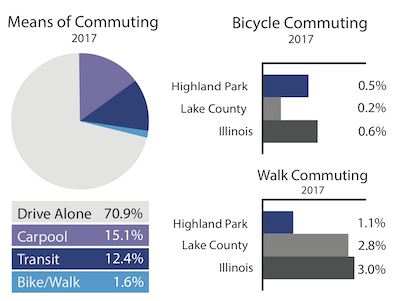 Means of Commuting
2017
Drive Alone 70.9%
Carpool 15.1%
Transit 12.4%
Bike/Walk 1.6%
Bicycle Commuting
2017
Highland Park 0.5%
Lake County 0.2%
Illinois 0.6%
Walk Commuting
2017
Highland Park 1.1%
Lake County 2.8%
Illinois 3.0%